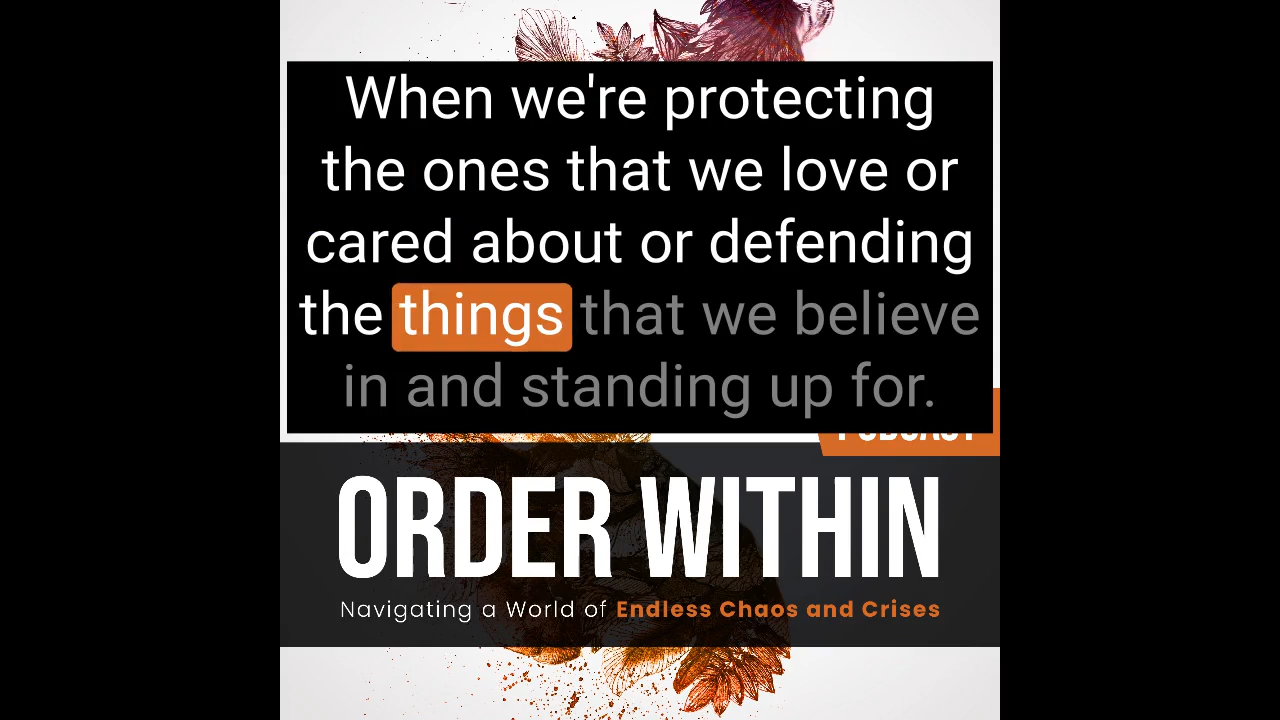 When we're protecting
the ones that we love or
cared about or defending
the things that we believe
in and standing up for.
PODCAST
ORDER WITHIN
Navigating a World of Endless Chaos and Crises